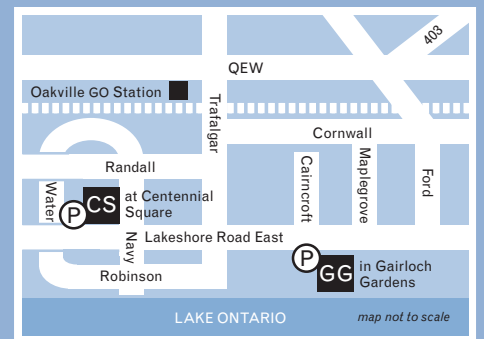 403
QEW
Oakville GO Station
Trafalgar
Cornwall
Randall
Cairncroft
Maplegrove
Ford
Water
P
CS
at Centennial
Square
Navy
Lakeshore Road East
Robinson
P
GG
in Gairloch
Gardens
LAKE ONTARIO
map not to scale